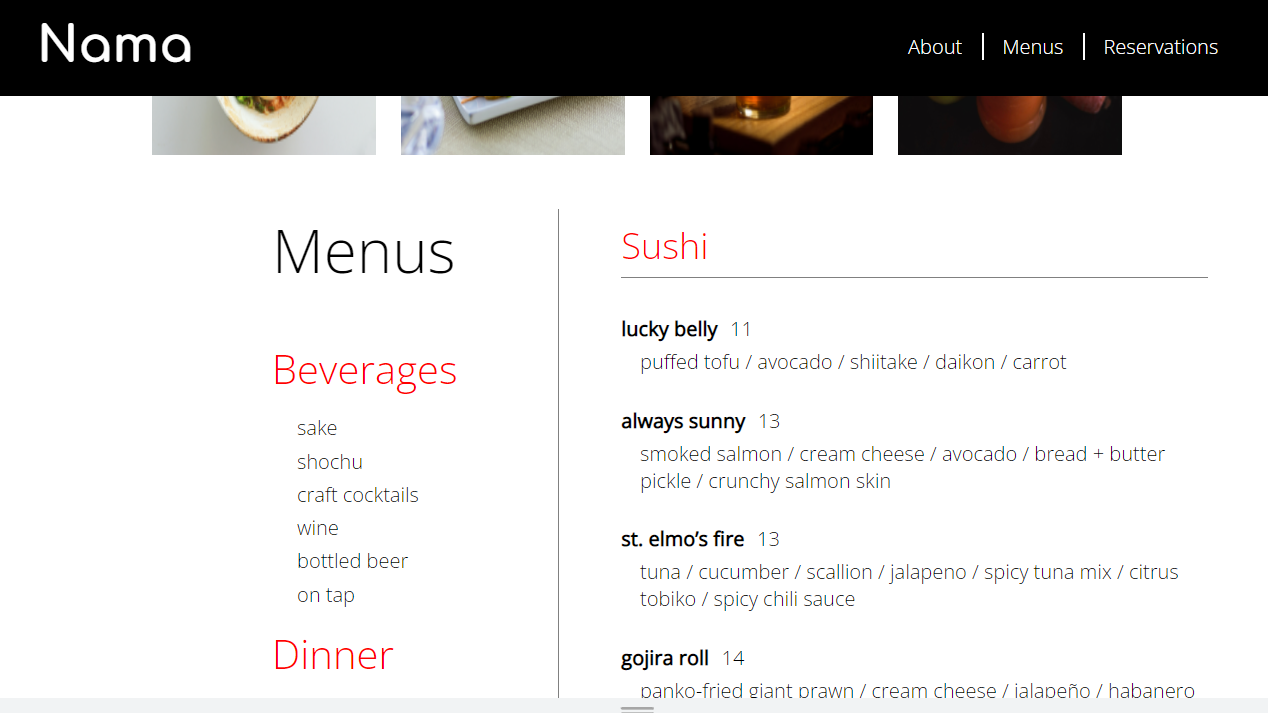 Nama
About
Menus
Reservations
Menus
Beverages
sake
shochu
craft cocktails
wine
bottled beer
on tap
Dinner
Sushi
lucky belly 11
puffed tofu / avocado / shiitake / daikon / carrot
always sunny 13
smoked salmon / cream cheese / avocado / bread + butter
pickle / crunchy salmon skin
st. elmo’s fire 13
tuna / cucumber / scallion / jalapeno / spicy tuna mix / citrus
tobiko / spicy chili sauce
gojira roll 14
panko-fried giant prawn / cream cheese / jalapeño / habanero